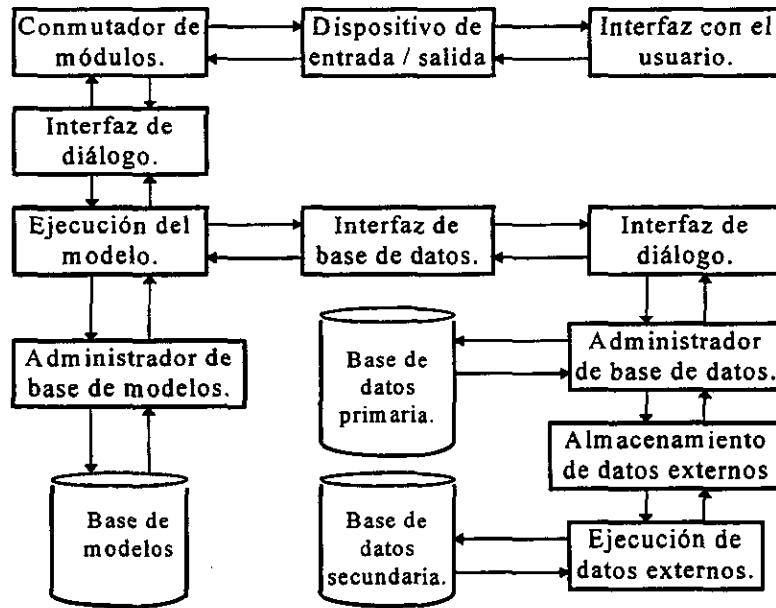 Conmutador de
módulos.
Dispositivo de
entrada / salida
Interfaz con el
usuario.
Interfaz de
diálogo.
Ejecución del
modelo.
Interfaz de
base de datos.
Interfaz de
diálogo.
Administrador de
base de modelos.
Base de
datos
primaria.
Administrador
de base de datos.
Almacenamiento
de datos externos
Base de
modelos
Base de
datos
secundaria.
Ejecución de
datos externos.